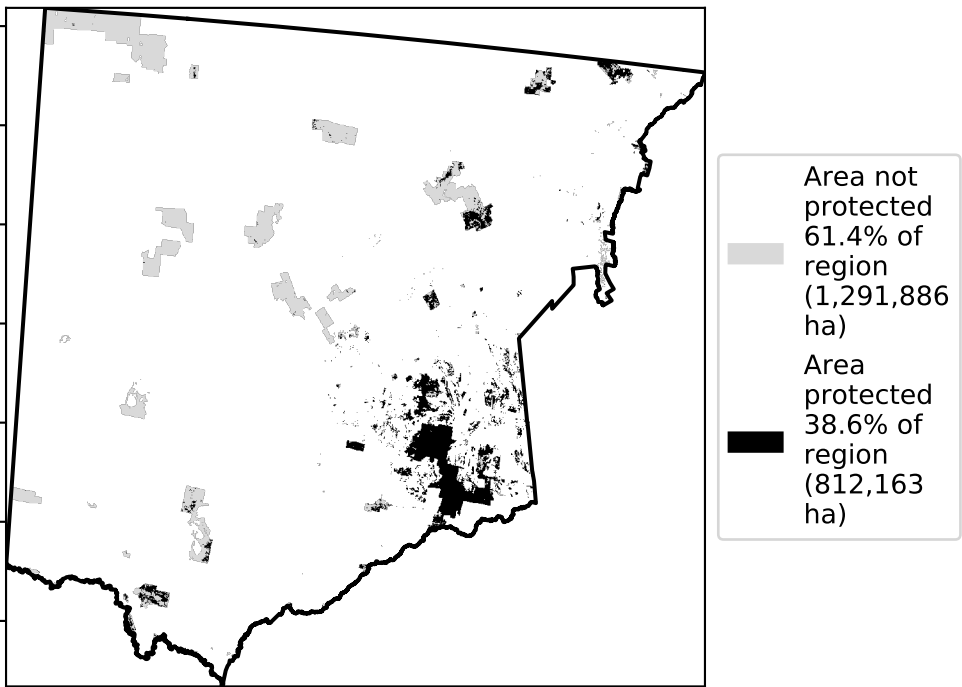 Area not
protected
61.4% of
region
(1,291,886
ha)
Area
protected
38.6% of
region
(812,163
ha)